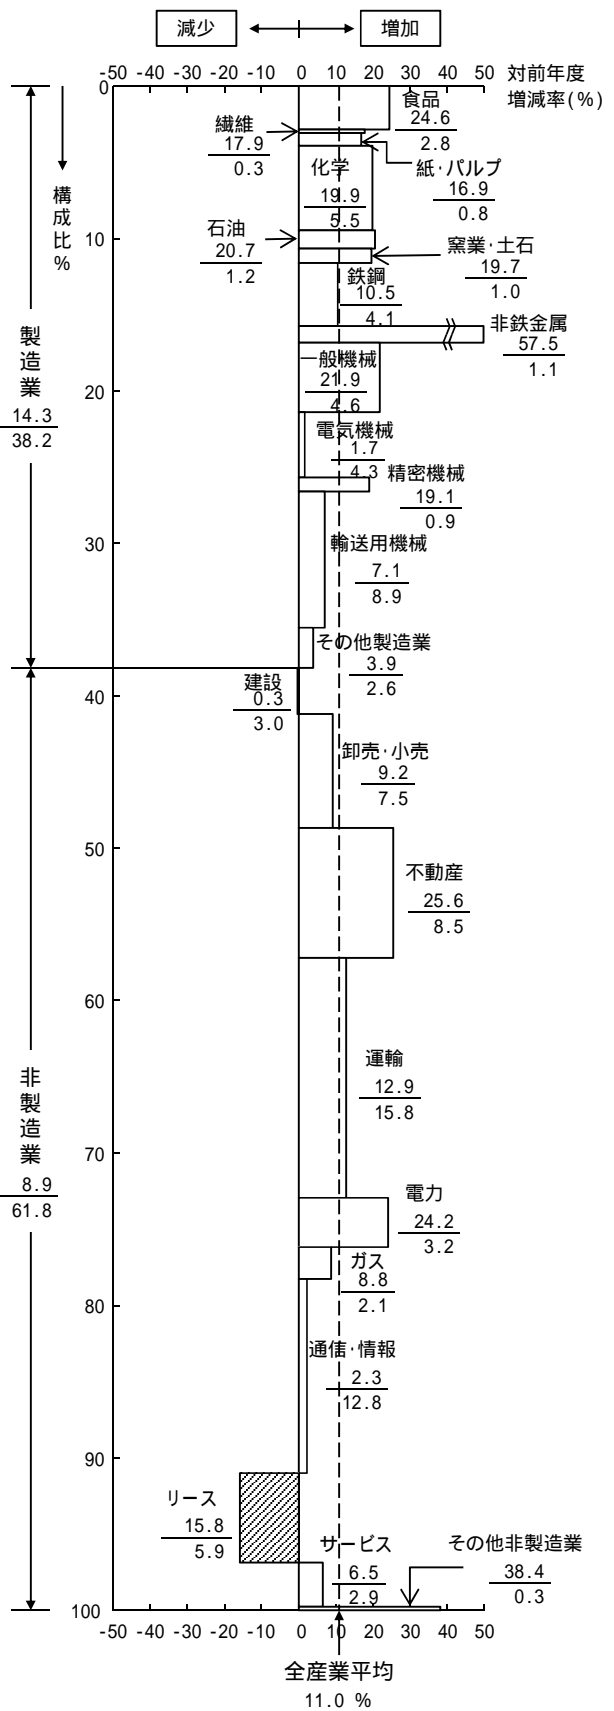 減少
増加
-50 -40 -30 -20 -10 0 10 20 30 40 50
対前年度
増減率(%)
構成比%
0
10
20
30
40
50
60
70
80
90
100
製造業
14.3
38.2
食品
24.6
2.8
繊維
17.9
0.3
紙･パルプ
16.9
0.8
化学
19.9
5.5
石油
20.7
1.2
窯業･土石
19.7
1.0
鉄鋼
10.5
4.1
非鉄金属
57.5
1.1
一般機械
21.9
4.6
電気機械
1.7
4.3
精密機械
19.1
0.9
輸送用機械
7.1
8.9
その他製造業
3.9
2.6
非製造業
8.9
61.8
建設
0.3
3.0
卸売･小売
9.2
7.5
不動産
25.6
8.5
運輸
12.9
15.8
電力
24.2
3.2
ガス
8.8
2.1
通信･情報
2.3
12.8
リース
15.8
5.9
サービス
6.5
2.9
その他非製造業
38.4
0.3
-50 -40 -30 -20 -10 0 10 20 30 40 50
全産業平均
11.0 %